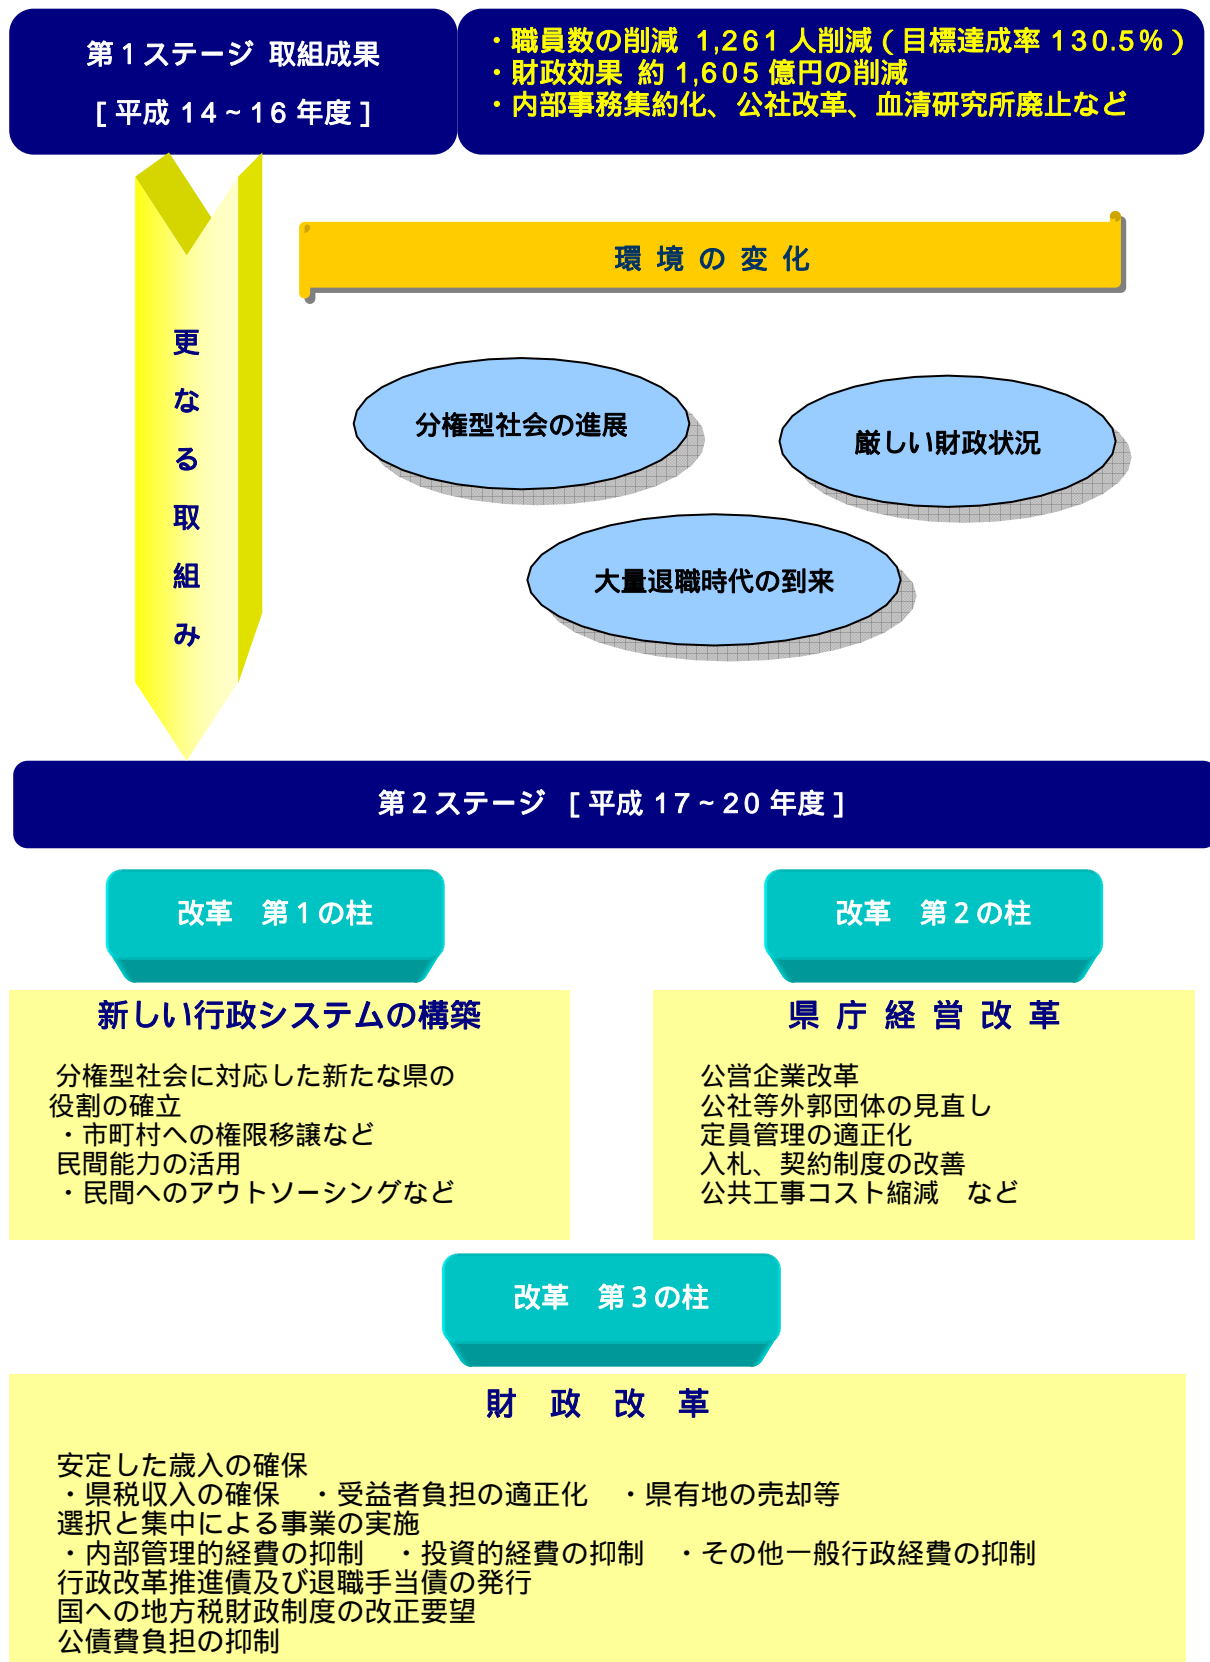 第１ステージ 取組成果
[ 平成 14～16 年度 ]
・職員数の削減 1,261 人削減（目標達成率 130.5％）
・財政効果 約 1,605 億円の削減
・内部事務集約化、公社改革、血清研究所廃止など
環 境 の 変 化
更
な
る
取
組
み
分権型社会の進展
厳しい財政状況
大量退職時代の到来
第２ステージ [ 平成 17～20 年度 ]
改革　第１の柱
新しい行政システムの構築
分権型社会に対応した新たな県の
役割の確立
・市町村への権限移譲など
民間能力の活用
・民間へのアウトソーシングなど
改革　第２の柱
県 庁 経 営 改 革
公営企業改革
公社等外郭団体の見直し
定員管理の適正化
入札、契約制度の改善
公共工事コスト縮減　など
改革　第３の柱
財　政　改　革
安定した歳入の確保
・県税収入の確保　・受益者負担の適正化　・県有地の売却等
選択と集中による事業の実施
・内部管理的経費の抑制　・投資的経費の抑制　・その他一般行政経費の抑制
行政改革推進債及び退職手当債の発行
国への地方税財政制度の改正要望
公債費負担の抑制